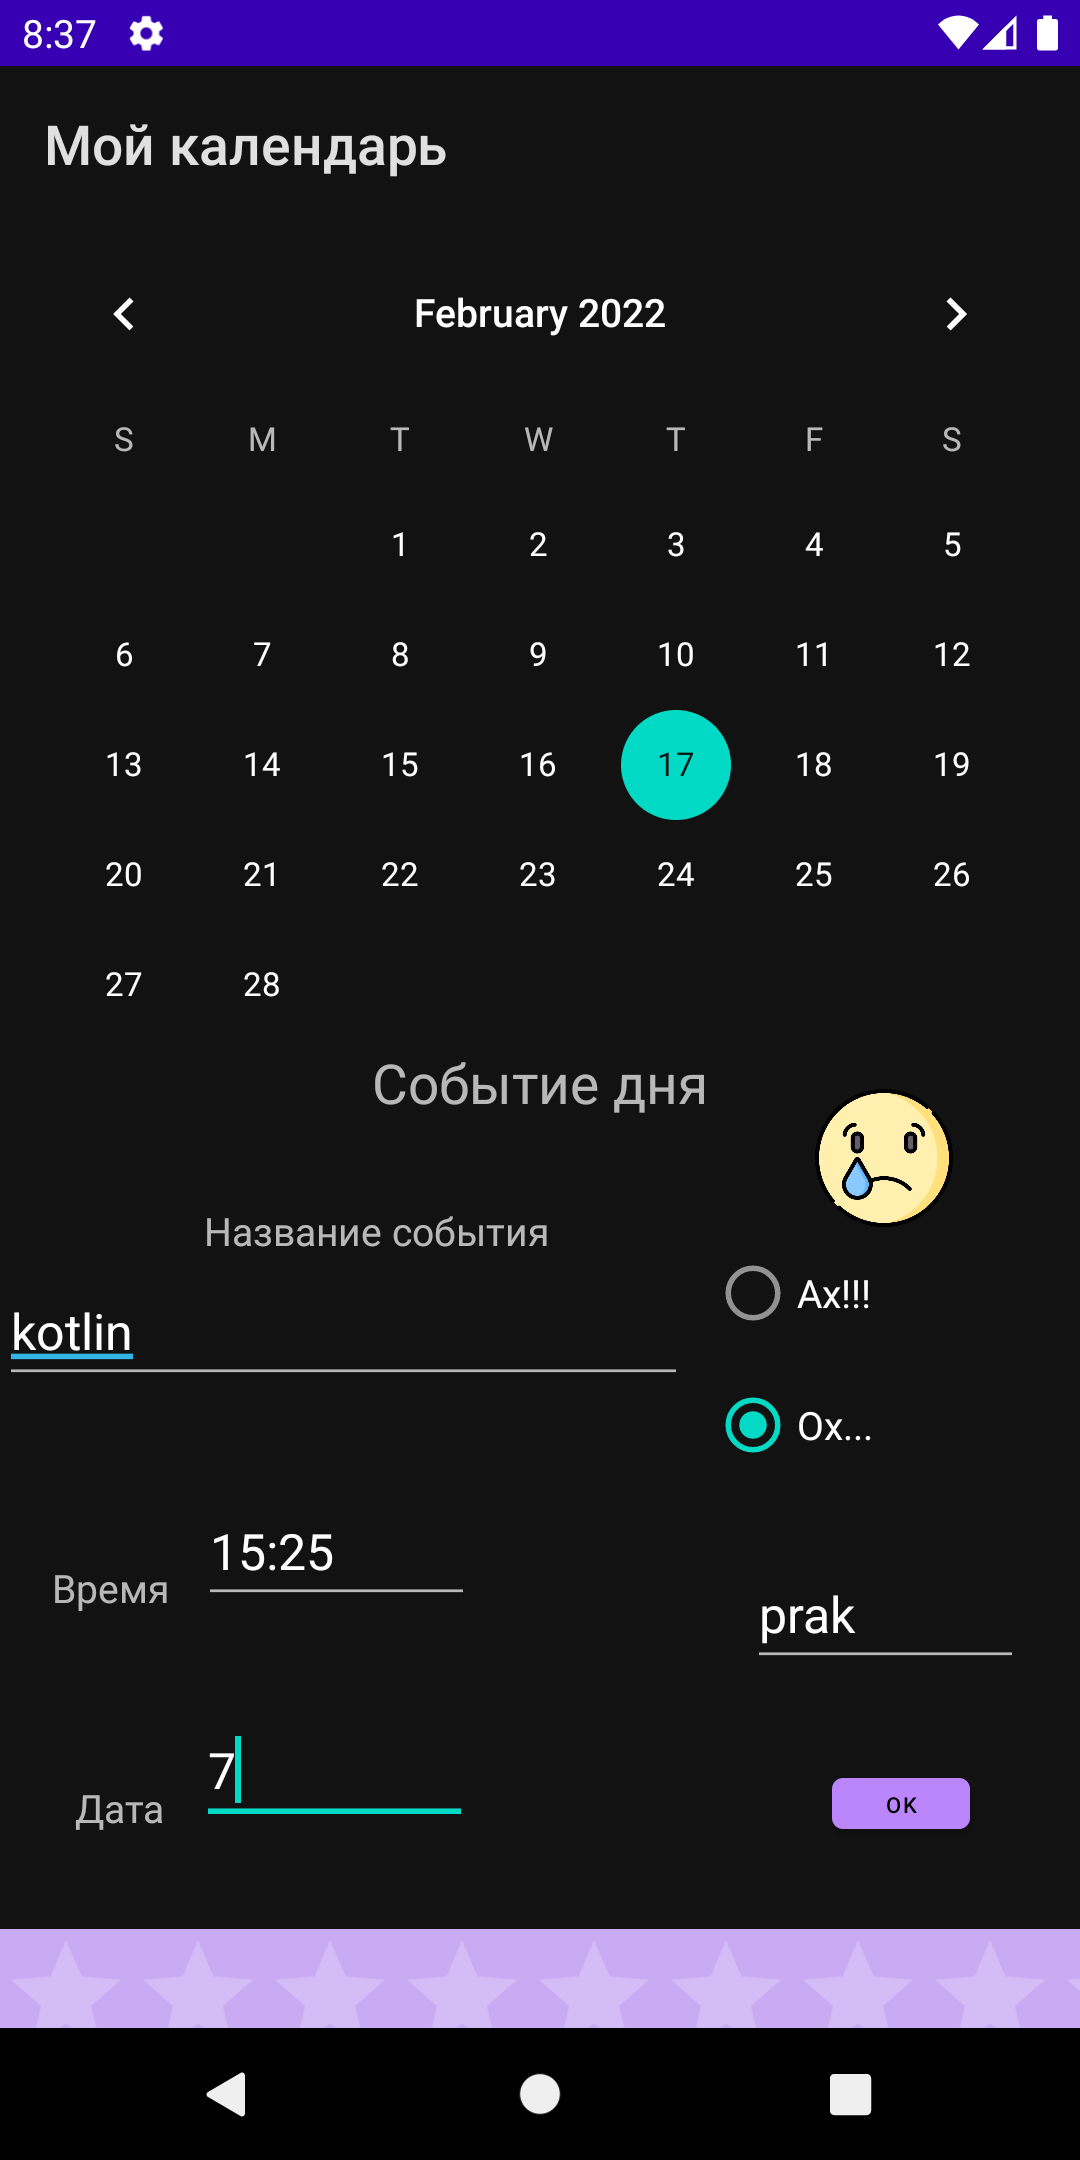 8:37
Мой календарь
February 2022
S M T W T F S
1 2 3 4 5
6 7 8 9 10 11 12
13 14 15 16 17 18 19
20 21 22 23 24 25 26
27 28
Событие дня
Название события
Ах!!!
kotlin
Ох...
15:25
Время
prak
7
Дата
OK